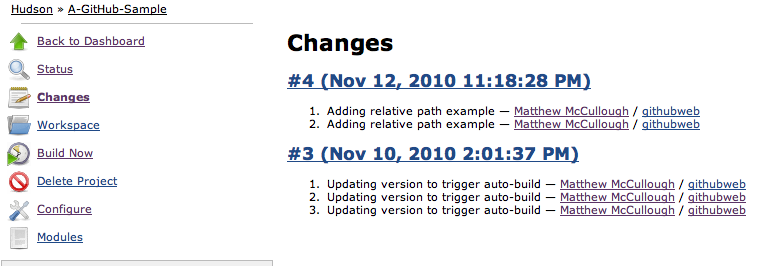 Hudson » A-GitHub-Sample
Back to Dashboard
Status
Changes
Workspace
Build Now
Delete Project
Configure
Modules
Changes
#4 (Nov 12, 2010 11:18:28 PM)
1. Adding relative path example — Matthew McCullough / githubweb
2. Adding relative path example — Matthew McCullough / githubweb
#3 (Nov 10, 2010 2:01:37 PM)
1. Updating version to trigger auto-build — Matthew McCullough / githubweb
2. Updating version to trigger auto-build — Matthew McCullough / githubweb
3. Updating version to trigger auto-build — Matthew McCullough / githubweb